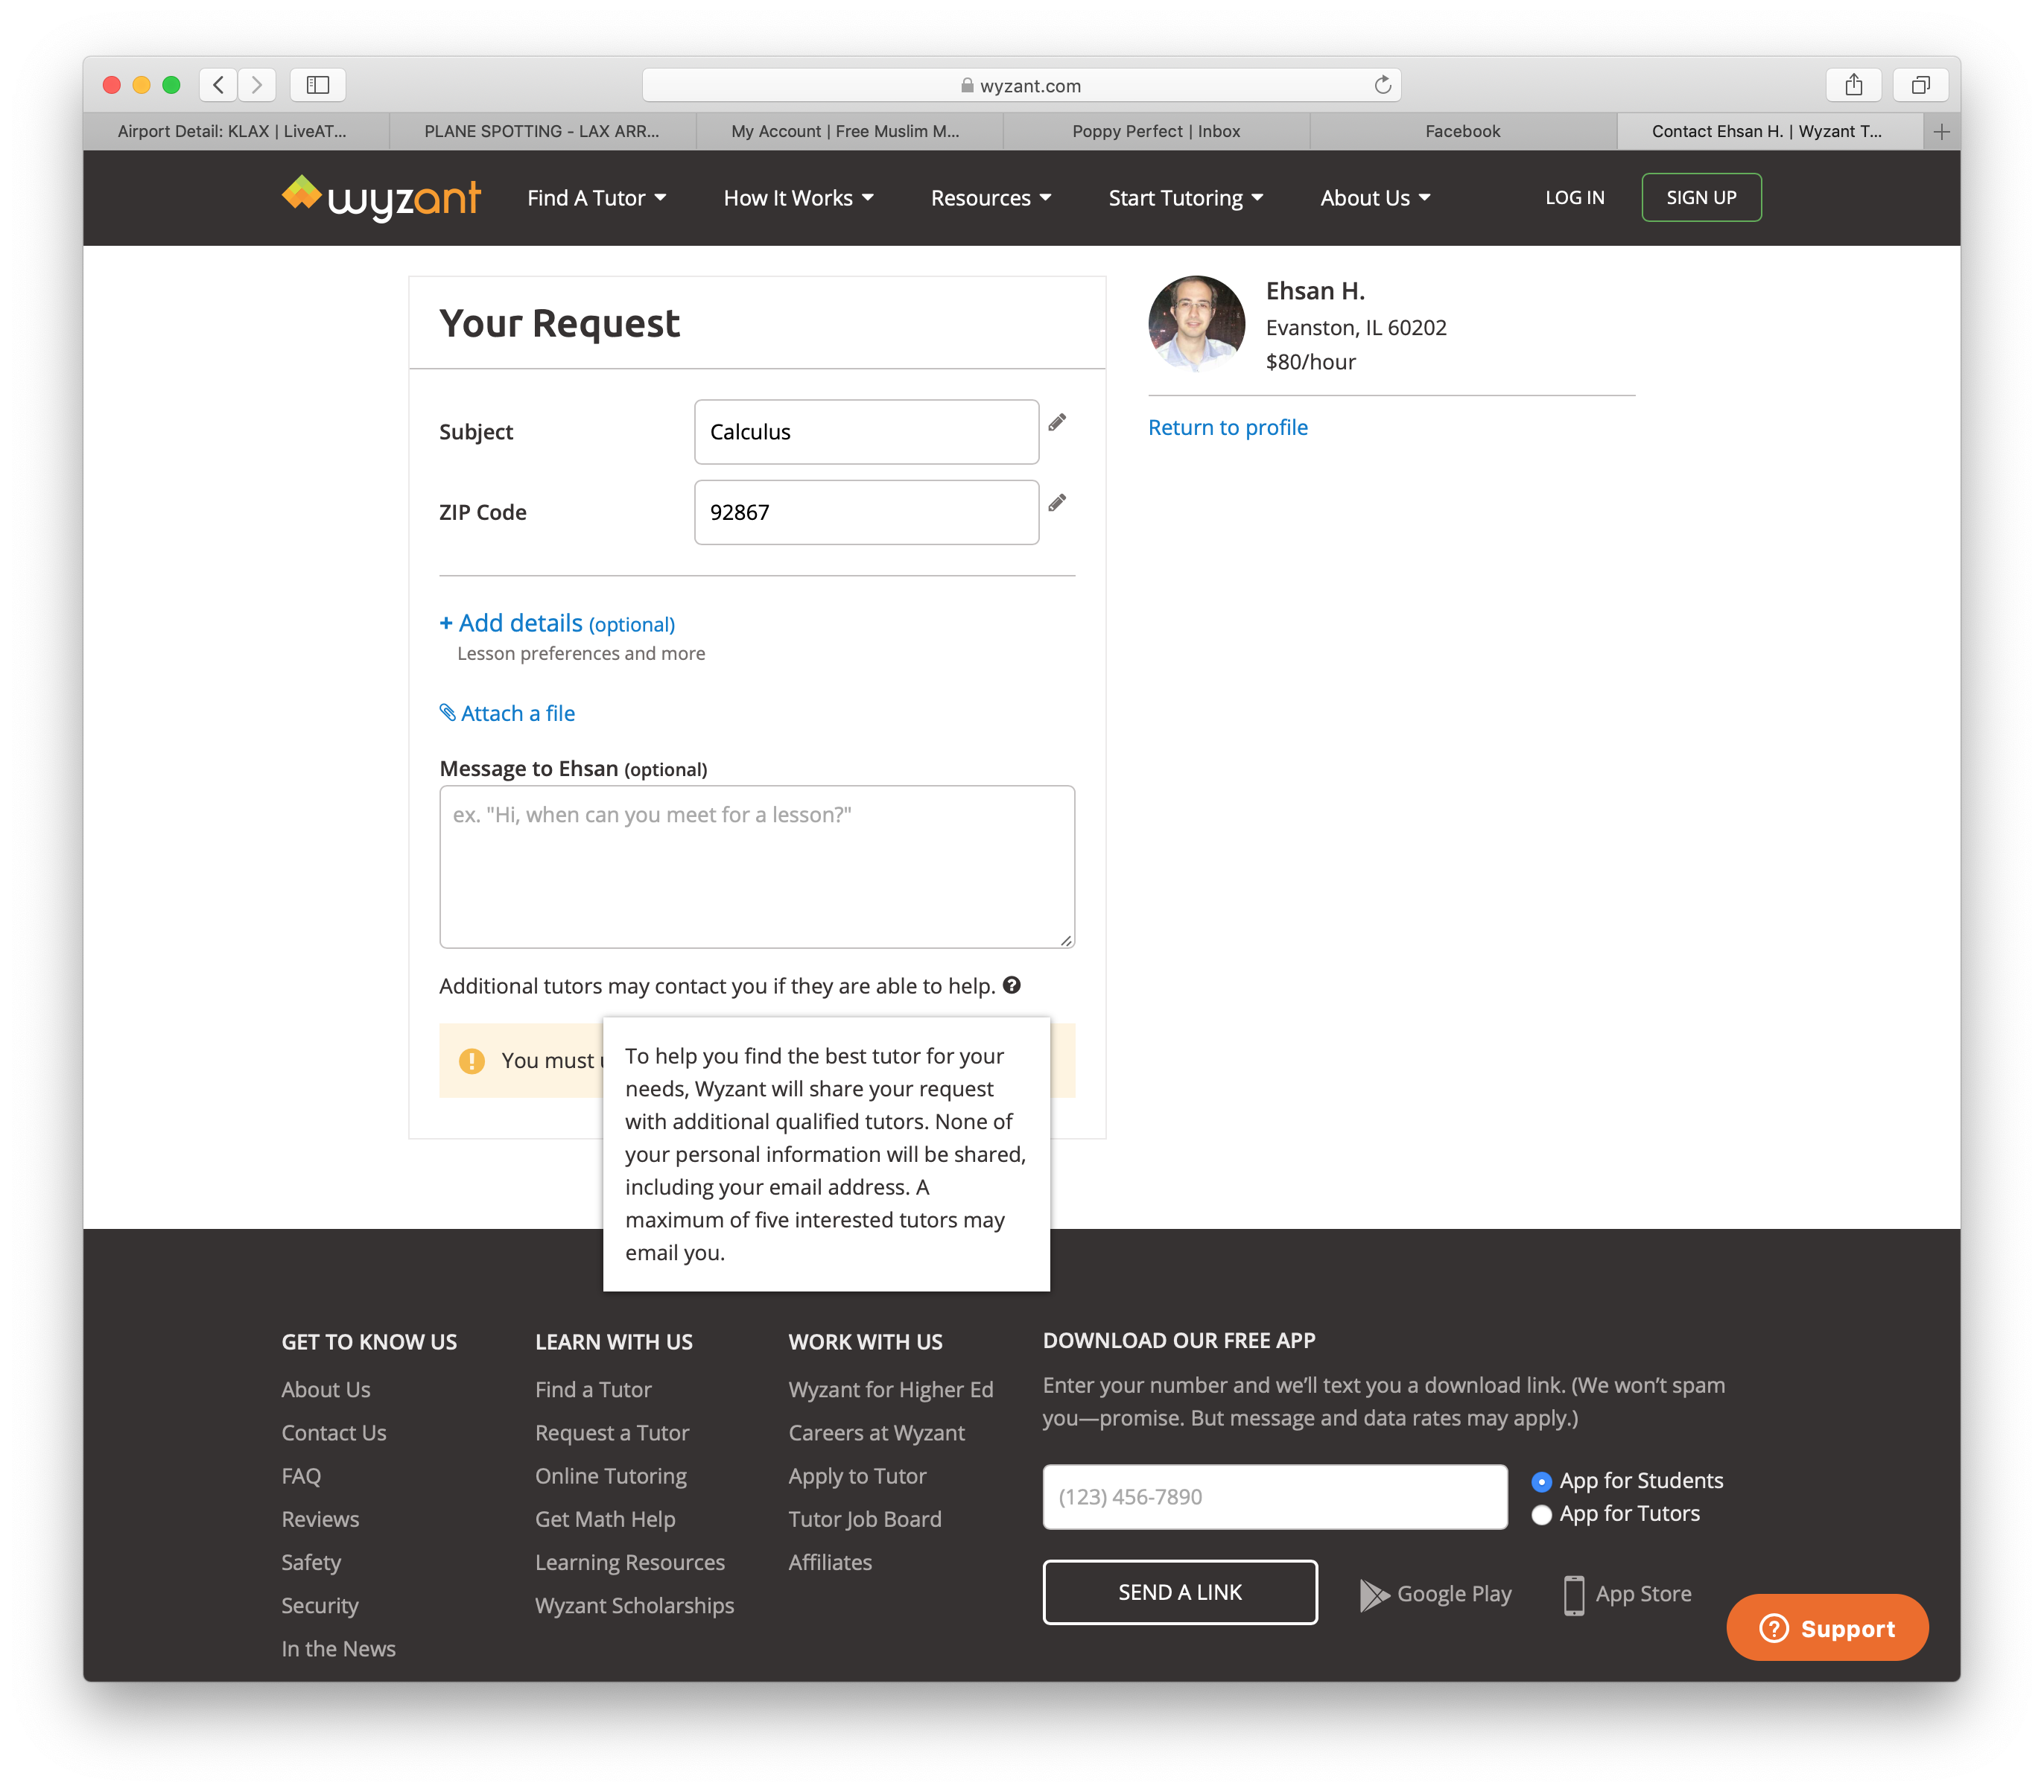 wyzant.com
Airport Detail: KLAX | LiveAT...
PLANE SPOTTING - LAX ARR...
My Account | Free Muslim M...
Poppy Perfect | Inbox
Facebook
Contact Ehsan H. | Wyzant T...
wyzant
Find A Tutor
How It Works
Resources
Start Tutoring
About Us
LOG IN
SIGN UP
Your Request
Subject
Calculus
ZIP Code
92867
+ Add details (optional)
Lesson preferences and more
Attach a file
Message to Ehsan (optional)
ex. "Hi, when can you meet for a lesson?"
Additional tutors may contact you if they are able to help.
You must
To help you find the best tutor for your
needs, Wyzant will share your request
with additional qualified tutors. None of
your personal information will be shared,
including your email address. A
maximum of five interested tutors may
email you.
Ehsan H.
Evanston, IL 60202
$80/hour
Return to profile
GET TO KNOW US
About Us
Contact Us
FAQ
Reviews
Safety
Security
In the News
LEARN WITH US
Find a Tutor
Request a Tutor
Online Tutoring
Get Math Help
Learning Resources
Wyzant Scholarships
WORK WITH US
Wyzant for Higher Ed
Careers at Wyzant
Apply to Tutor
Tutor Job Board
Affiliates
DOWNLOAD OUR FREE APP
Enter your number and we’ll text you a download link. (We won’t spam
you—promise. But message and data rates may apply.)
(123) 456-7890
App for Students
App for Tutors
SEND A LINK
Google Play
App Store
Support